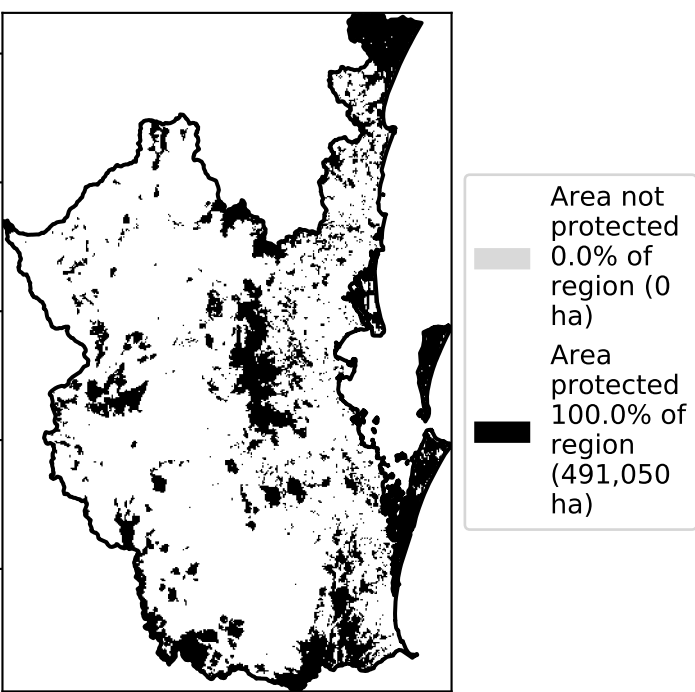 Area not
protected
0.0% of
region (0
ha)
Area
protected
100.0% of
region
(491,050
ha)